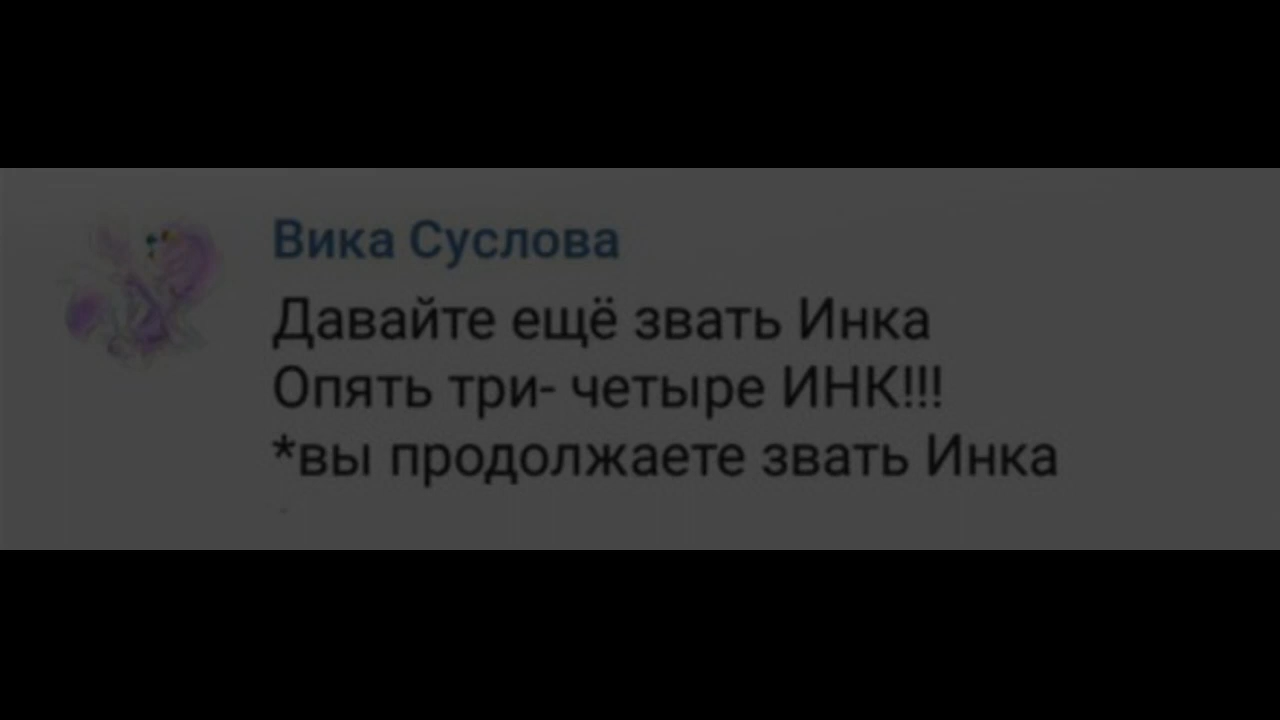 Вика Суслова
Давайте ещё звать Инка
Опять три- четыре ИНК!!!
*вы продолжаете звать Инка